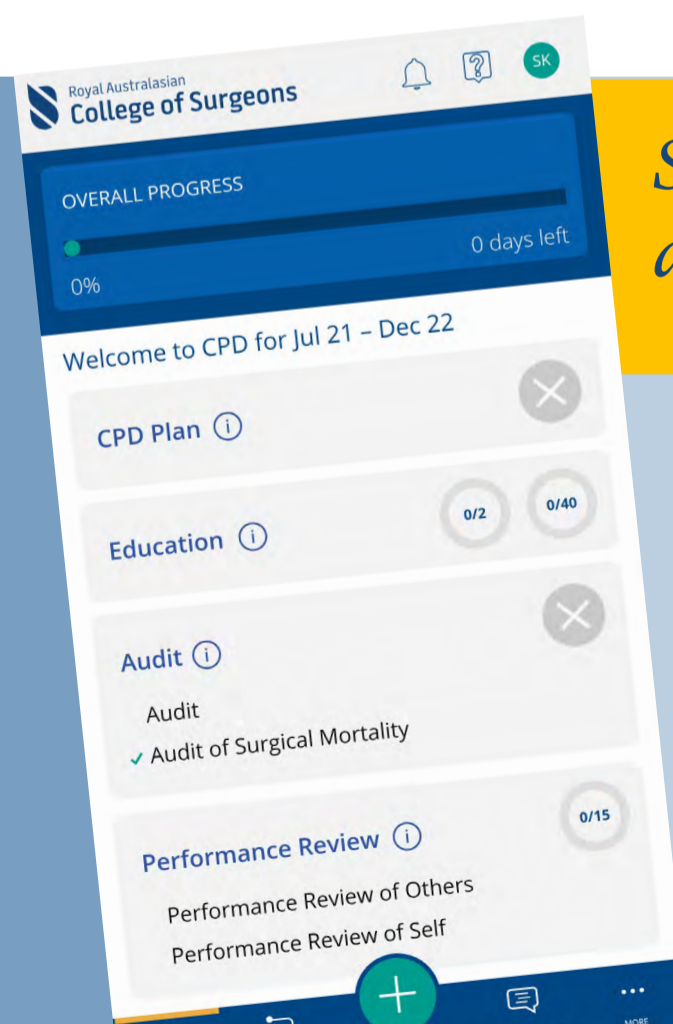 Royal Australasian
College of Surgeons
SK
OVERALL PROGRESS
0%
0 days left
Welcome to CPD for Jul 21 – Dec 22
CPD Plan
Education
0/2
0/40
Audit
Audit
Audit of Surgical Mortality
Performance Review
0/15
Performance Review of Others
Performance Review of Self
MORE